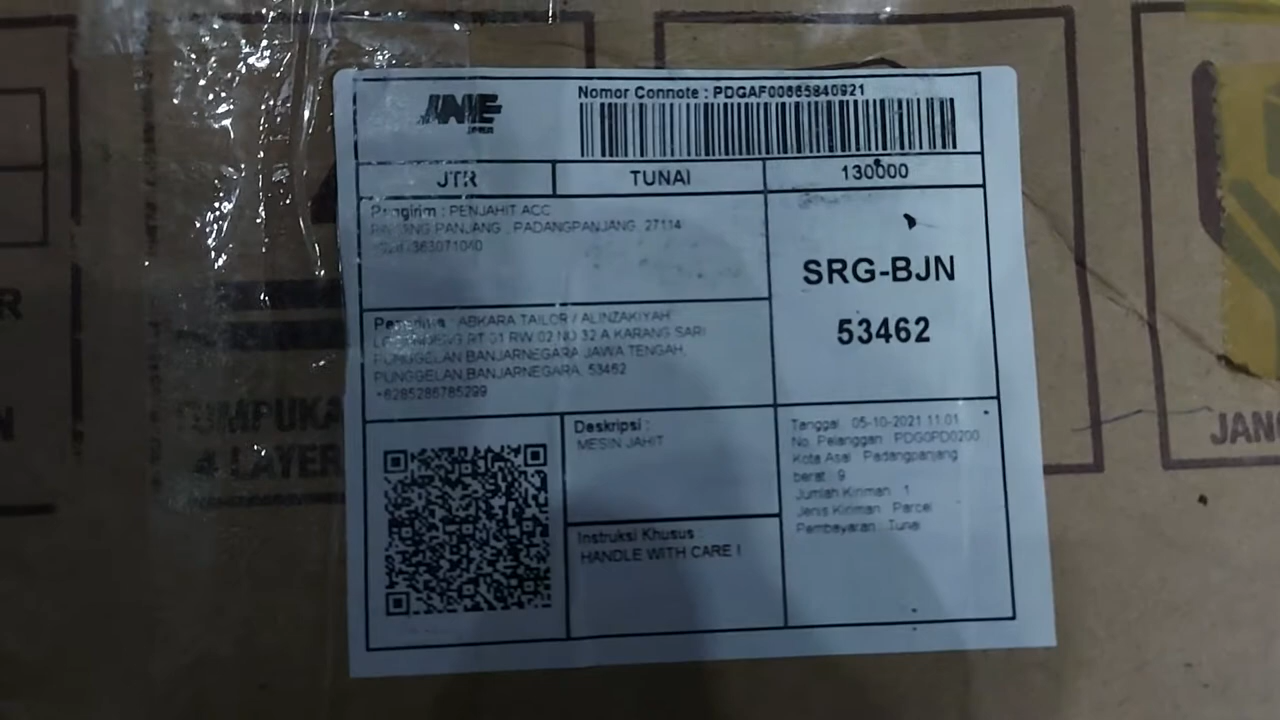 JNE
Nomor Connote : PDGAF00665840921
JTR
TUNAI
130000
Pengirim : PENJAHIT ACC
PADANG PANJANG , PADANGPANJANG, 27114
SRG-BJN
53462
Penerima : ABKARA TAILOR / ALINZAKIYAH
RT 01 RW 02 NO 32 A KARANG SARI
PUNGGELAN BANJARNEGARA JAWA TENGAH,
PUNGGELAN,BANJARNEGARA, 53462
+6285286785299
Deskripsi :
MESIN JAHIT
Instruksi Khusus :
HANDLE WITH CARE !
Tanggal : 05-10-2021 11:01
No. Pelanggan : PDG0PD0200
Kota Asal : Padangpanjang
berat : 9
Jumlah Kiriman : 1
Jenis Kiriman : Parcel
Pembayaran : Tunai
4 LAYER